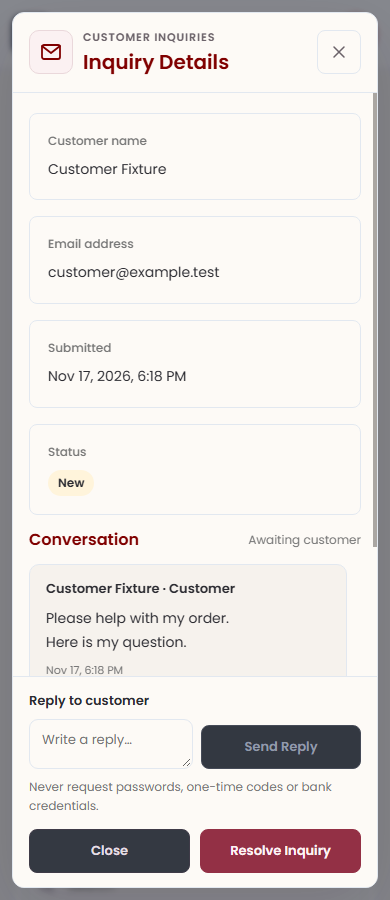 CUSTOMER INQUIRIES
Inquiry Details
Customer name
Customer Fixture
Email address
customer@example.test
Submitted
Nov 17, 2026, 6:18 PM
Status
New
Conversation
Awaiting customer
Customer Fixture · Customer
Please help with my order.
Here is my question.
Nov 17, 6:18 PM
Reply to customer
Write a reply…
Send Reply
Never request passwords, one-time codes or bank
credentials.
Close
Resolve Inquiry